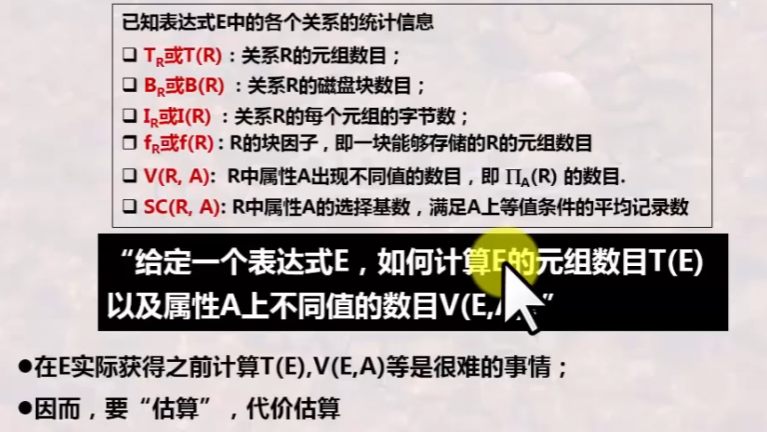 已知表达式E中的各个关系的统计信息
❑ TR或T(R)：关系R的元组数目；
❑ BR或B(R) ：关系R的磁盘块数目；
❑ IR或I(R) ：关系R的每个元组的字节数；
❒ fR或f(R)：R的块因子，即一块能够存储的R的元组数目
❑ V(R, A): R中属性A出现不同值的数目，即 ∏A(R) 的数目.
❑ SC(R, A): R中属性A的选择基数，满足A上等值条件的平均记录数
“给定一个表达式E，如何计算E的元组数目T(E)
以及属性A上不同值的数目V(E,
●在E实际获得之前计算T(E),V(E,A)等是很难的事情；
●因而，要“估算”，代价估算